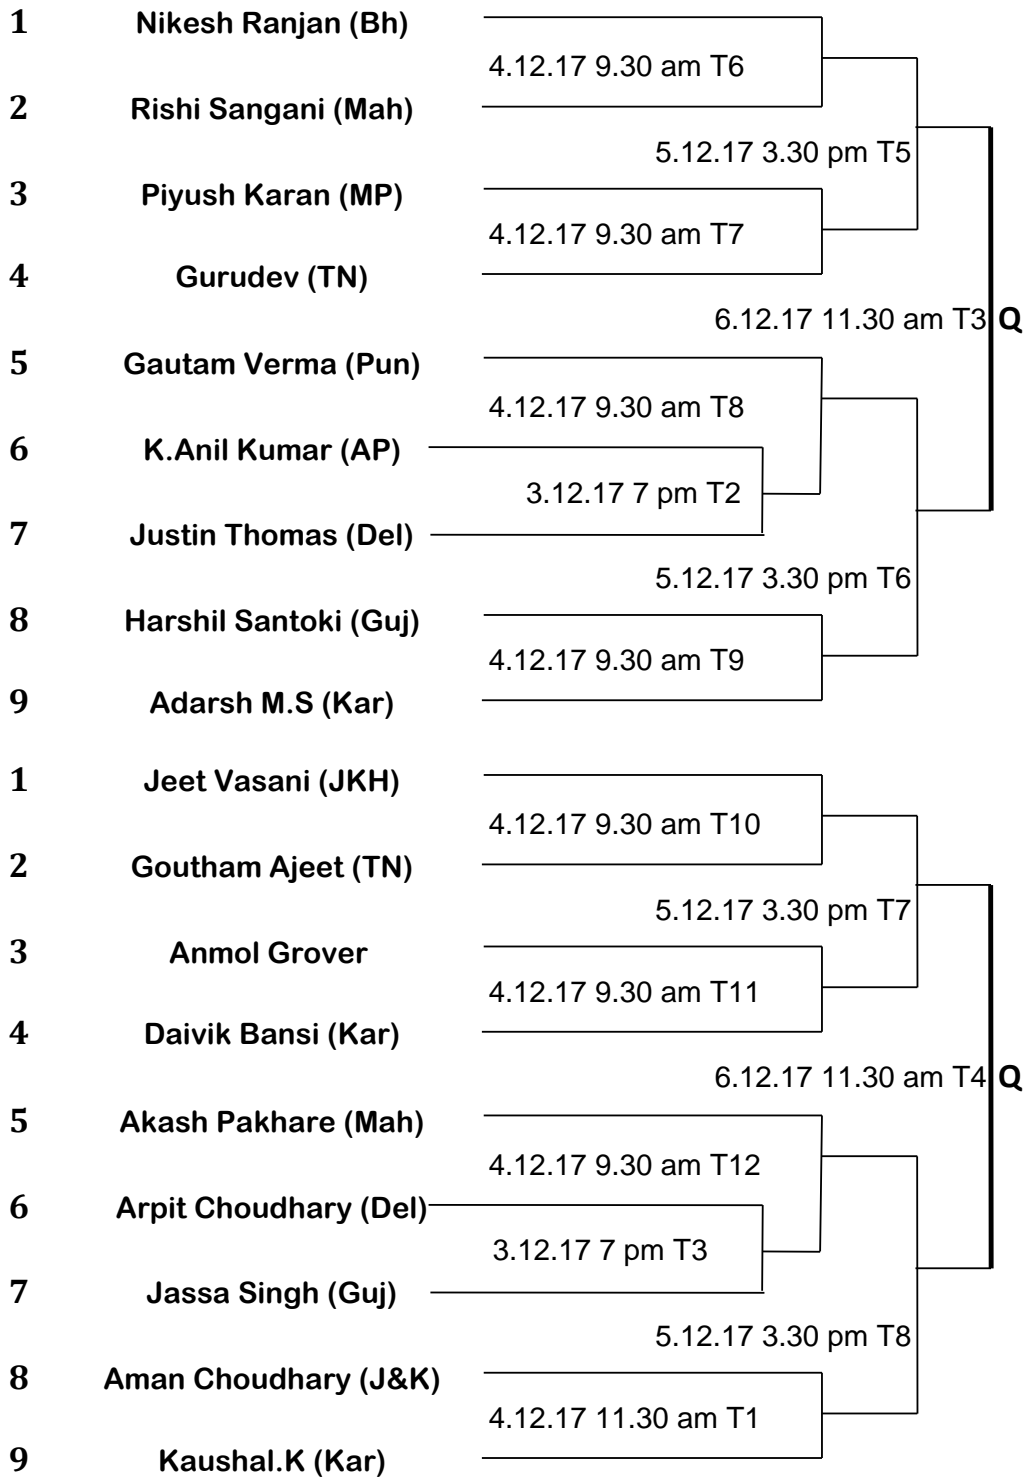 1 Nikesh Ranjan (Bh)
4.12.17 9.30 am T6
2 Rishi Sangani (Mah)
5.12.17 3.30 pm T5
3 Piyush Karan (MP)
4.12.17 9.30 am T7
4 Gurudev (TN)
6.12.17 11.30 am T3 Q
5 Gautam Verma (Pun)
4.12.17 9.30 am T8
6 K.Anil Kumar (AP)
3.12.17 7 pm T2
7 Justin Thomas (Del)
5.12.17 3.30 pm T6
8 Harshil Santoki (Guj)
4.12.17 9.30 am T9
9 Adarsh M.S (Kar)
1 Jeet Vasani (JKH)
4.12.17 9.30 am T10
2 Goutham Ajeet (TN)
5.12.17 3.30 pm T7
3 Anmol Grover
4.12.17 9.30 am T11
4 Daivik Bansi (Kar)
6.12.17 11.30 am T4 Q
5 Akash Pakhare (Mah)
4.12.17 9.30 am T12
6 Arpit Choudhary (Del)
3.12.17 7 pm T3
7 Jassa Singh (Guj)
5.12.17 3.30 pm T8
8 Aman Choudhary (J&K)
4.12.17 11.30 am T1
9 Kaushal.K (Kar)